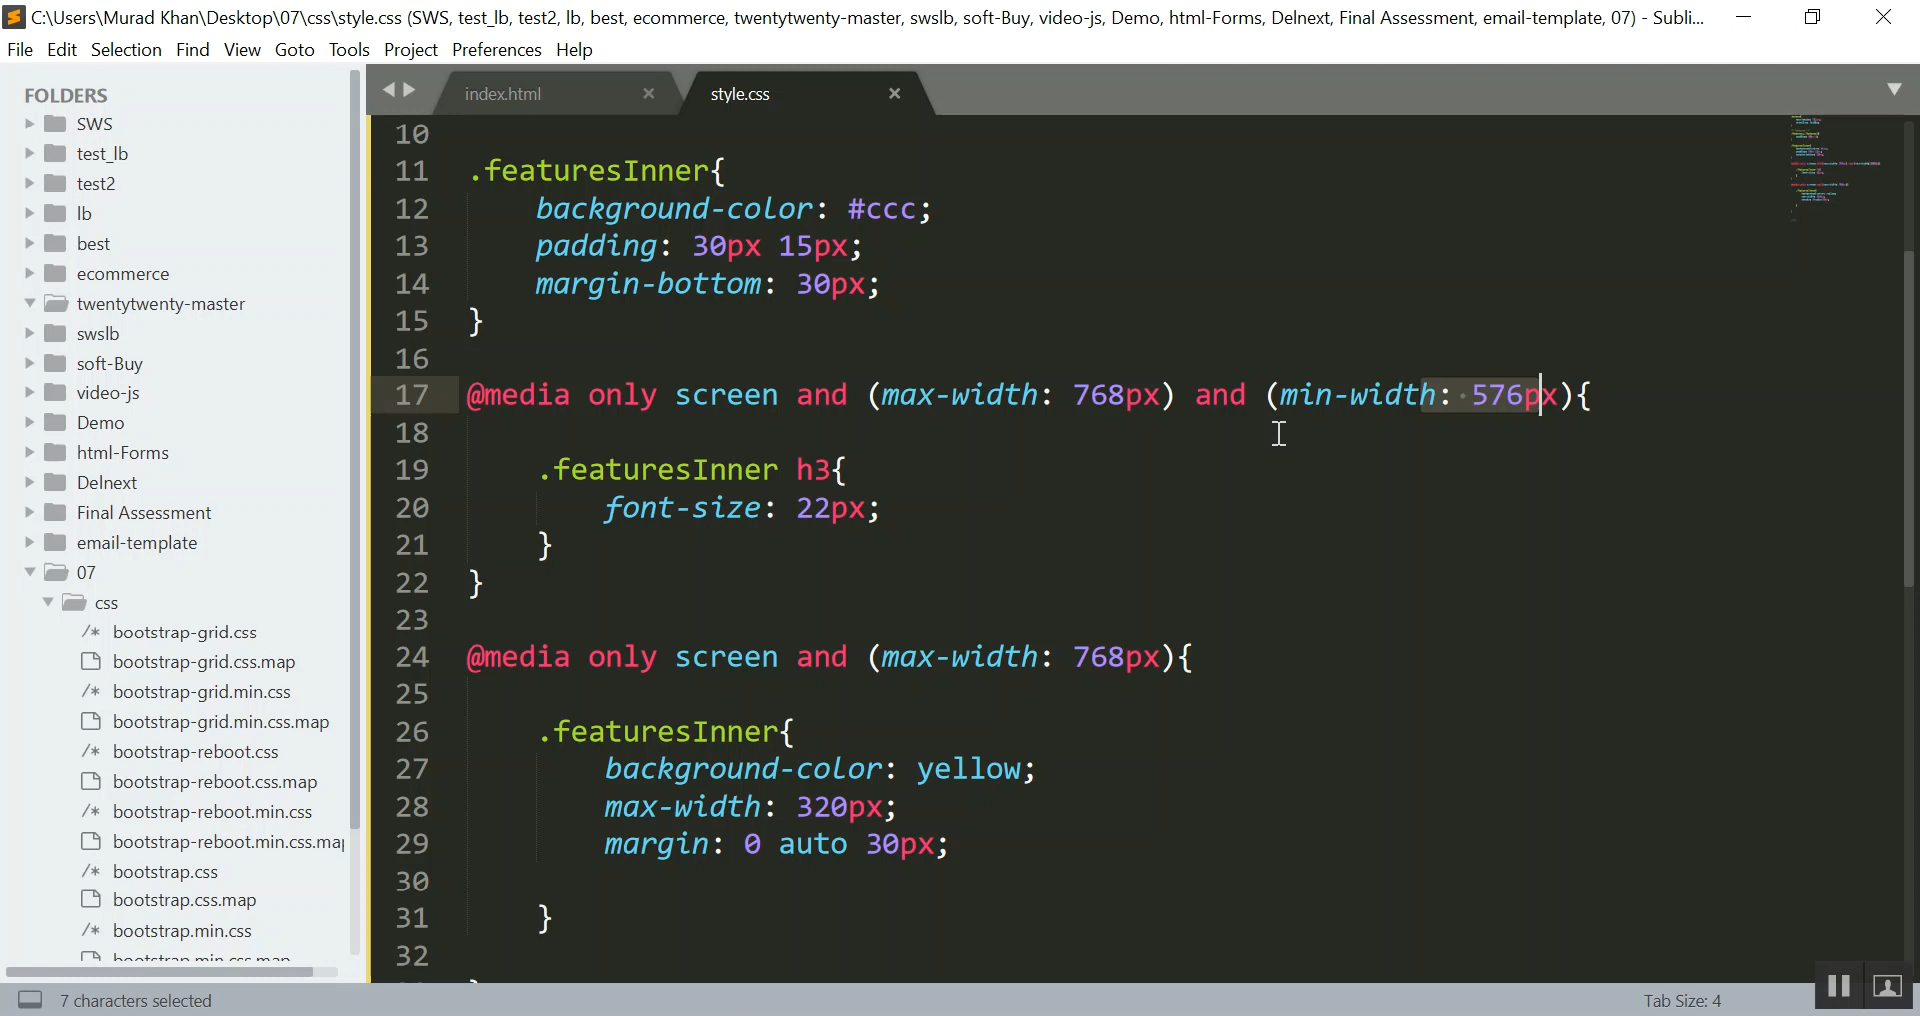 C:\Users\Murad Khan\Desktop\07\css\style.css (SWS, test_lb, test2, lb, best, ecommerce, twentytwenty-master, swslb, soft-Buy, video-js, Demo, html-Forms, Delnext, Final Assessment, email-template, 07) - Subli...
File Edit Selection Find View Goto Tools Project Preferences Help
FOLDERS
SWS
test_lb
test2
lb
best
ecommerce
twentytwenty-master
swslb
soft-Buy
video-js
Demo
html-Forms
Delnext
Final Assessment
email-template
07
css
/* bootstrap-grid.css
bootstrap-grid.css.map
/* bootstrap-grid.min.css
bootstrap-grid.min.css.map
/* bootstrap-reboot.css
bootstrap-reboot.css.map
/* bootstrap-reboot.min.css
bootstrap-reboot.min.css.map
/* bootstrap.css
bootstrap.css.map
/* bootstrap.min.css
bootstrap.min.css.map
index.html style.css
10
11 .featuresInner{
12 background-color: #ccc;
13 padding: 30px 15px;
14 margin-bottom: 30px;
15 }
16
17 @media only screen and (max-width: 768px) and (min-width: 576px){
18
19 .featuresInner h3{
20 font-size: 22px;
21 }
22 }
23
24 @media only screen and (max-width: 768px){
25
26 .featuresInner{
27 background-color: yellow;
28 max-width: 320px;
29 margin: 0 auto 30px;
30
31 }
32
7 characters selected
Tab Size: 4